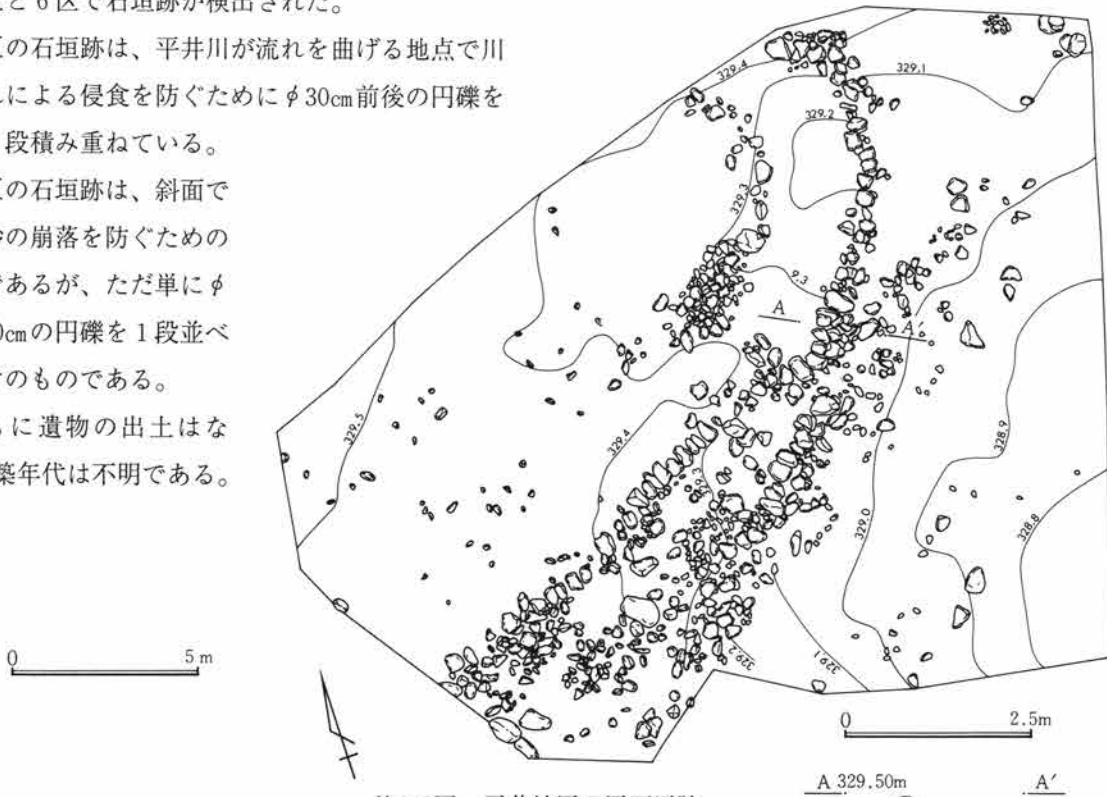 と6区で石垣跡が検出された。
の石垣跡は、平井川が流れを曲げる地点で川
による侵食を防ぐためにφ30cm前後の円礫を
段積み重ねている。
の石垣跡は、斜面で
の崩落を防ぐための
であるが、ただ単にφ
0cmの円礫を1段並べ
のものである。
に遺物の出土はな
築年代は不明である。
329.4
329.1
329.2
329.3
9.3
A
A′
329.5
329.4
329.3
328.9
329.0
328.8
329.2
329.1
0 5m
0 2.5m
A 329.50m A′